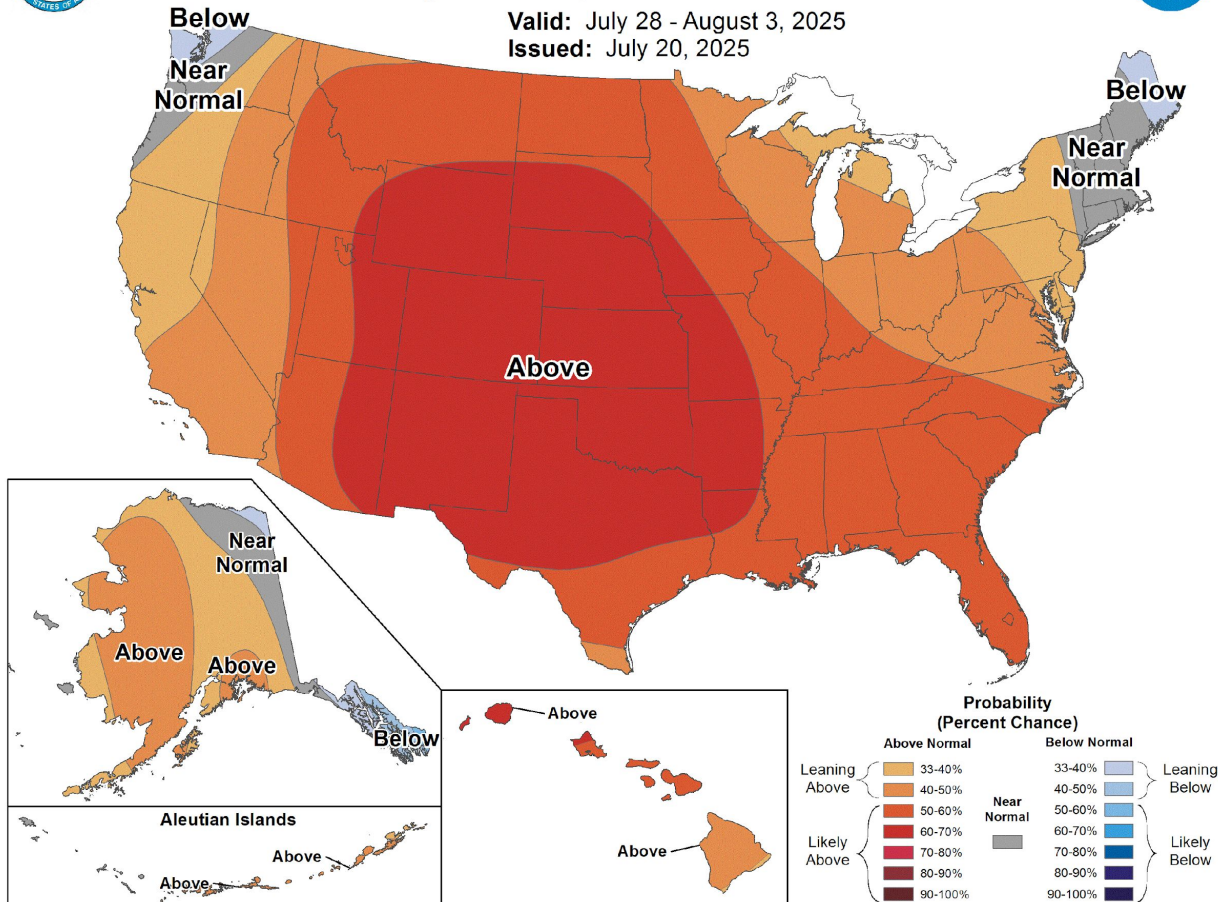 STATES OF
Valid: July 28 - August 3, 2025
Issued: July 20, 2025
Below
Near
Normal
Below
Near
Normal
Above
Near
Normal
Above
Above
Below
Aleutian Islands
Above
Above
Above
Above
Probability
(Percent Chance)
Above Normal
Below Normal
Leaning
Above
33-40%
40-50%
Likely
Above
50-60%
60-70%
70-80%
80-90%
90-100%
Near
Normal
33-40%
40-50%
Leaning
Below
50-60%
60-70%
70-80%
80-90%
90-100%
Likely
Below